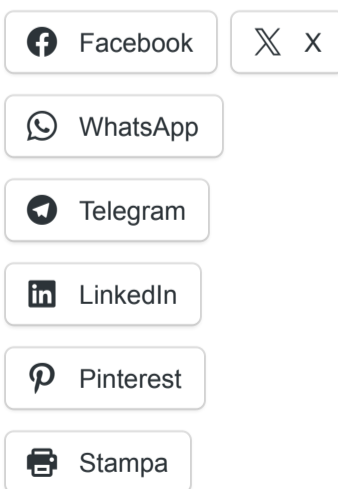 Facebook X
WhatsApp
Telegram
LinkedIn
Pinterest
Stampa